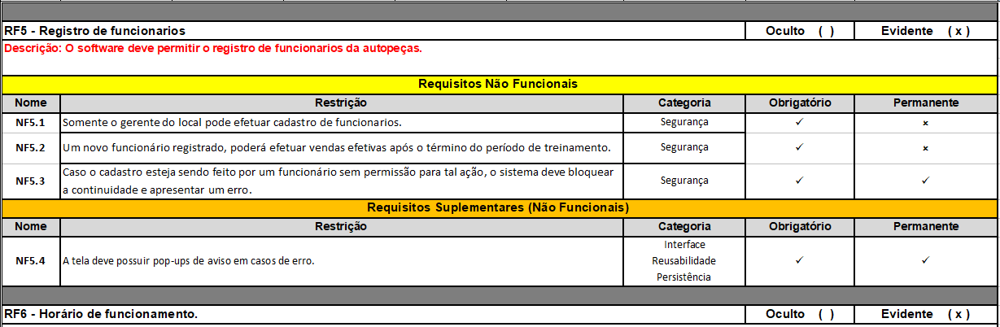 RF5 - Registro de funcionarios Oculto ( ) Evidente ( x )
Descrição: O software deve permitir o registro de funcionarios da autopeças.
Requisitos Não Funcionais
Nome Restrição Categoria Obrigatório Permanente
NF5.1 Somente o gerente do local pode efetuar cadastro de funcionarios. Segurança ✓ ×
NF5.2 Um novo funcionário registrado, poderá efetuar vendas efetivas após o término do período de treinamento. Segurança ✓ ×
NF5.3 Caso o cadastro esteja sendo feito por um funcionário sem permissão para tal ação, o sistema deve bloquear
a continuidade e apresentar um erro. Segurança ✓ ✓
Requisitos Suplementares (Não Funcionais)
Nome Restrição Categoria Obrigatório Permanente
NF5.4 A tela deve possuir pop-ups de aviso em casos de erro. Interface
Reusabilidade
Persistência ✓ ✓
RF6 - Horário de funcionamento. Oculto ( ) Evidente ( x )